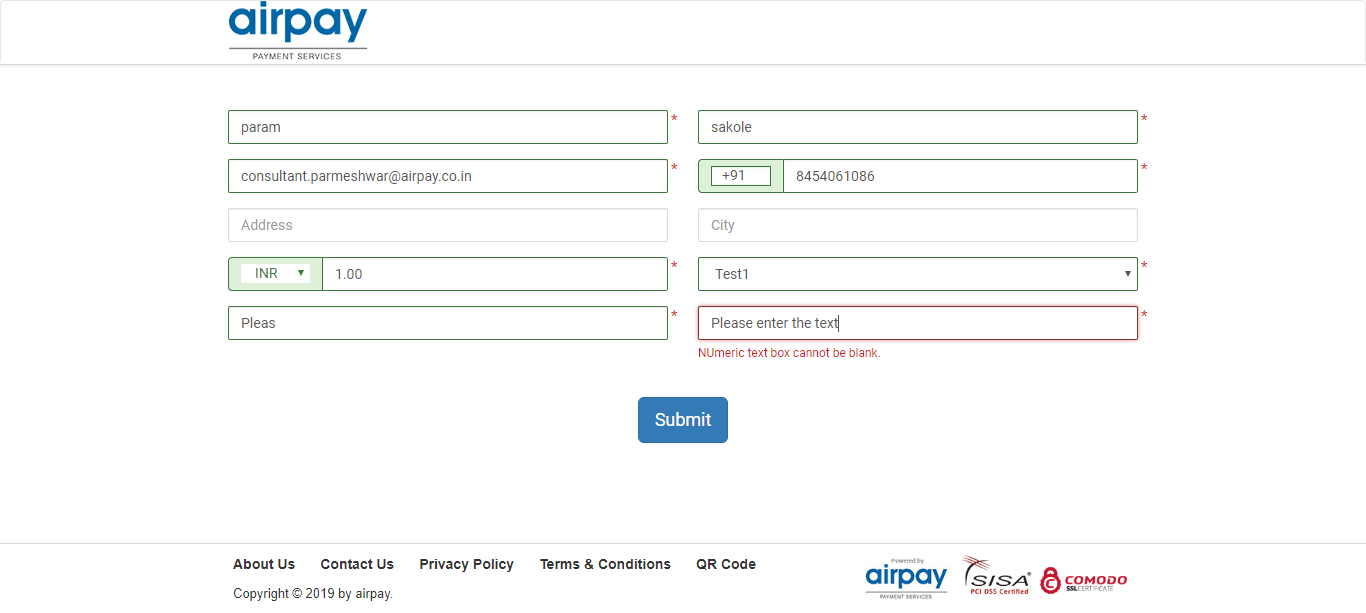 airpay
PAYMENT SERVICES
param *
sakole *
consultant.parmeshwar@airpay.co.in *
+91 8454061086 *
Address
City
INR ▼ 1.00 *
Test1 ▼ *
Pleas *
Please enter the text *
NUmeric text box cannot be blank.
Submit
About Us Contact Us Privacy Policy Terms & Conditions QR Code
Copyright © 2019 by airpay.
Powered by
airpay
PAYMENT SERVICES
SISA
PCI DSS Certified
COMODO
SSL CERTIFICATE